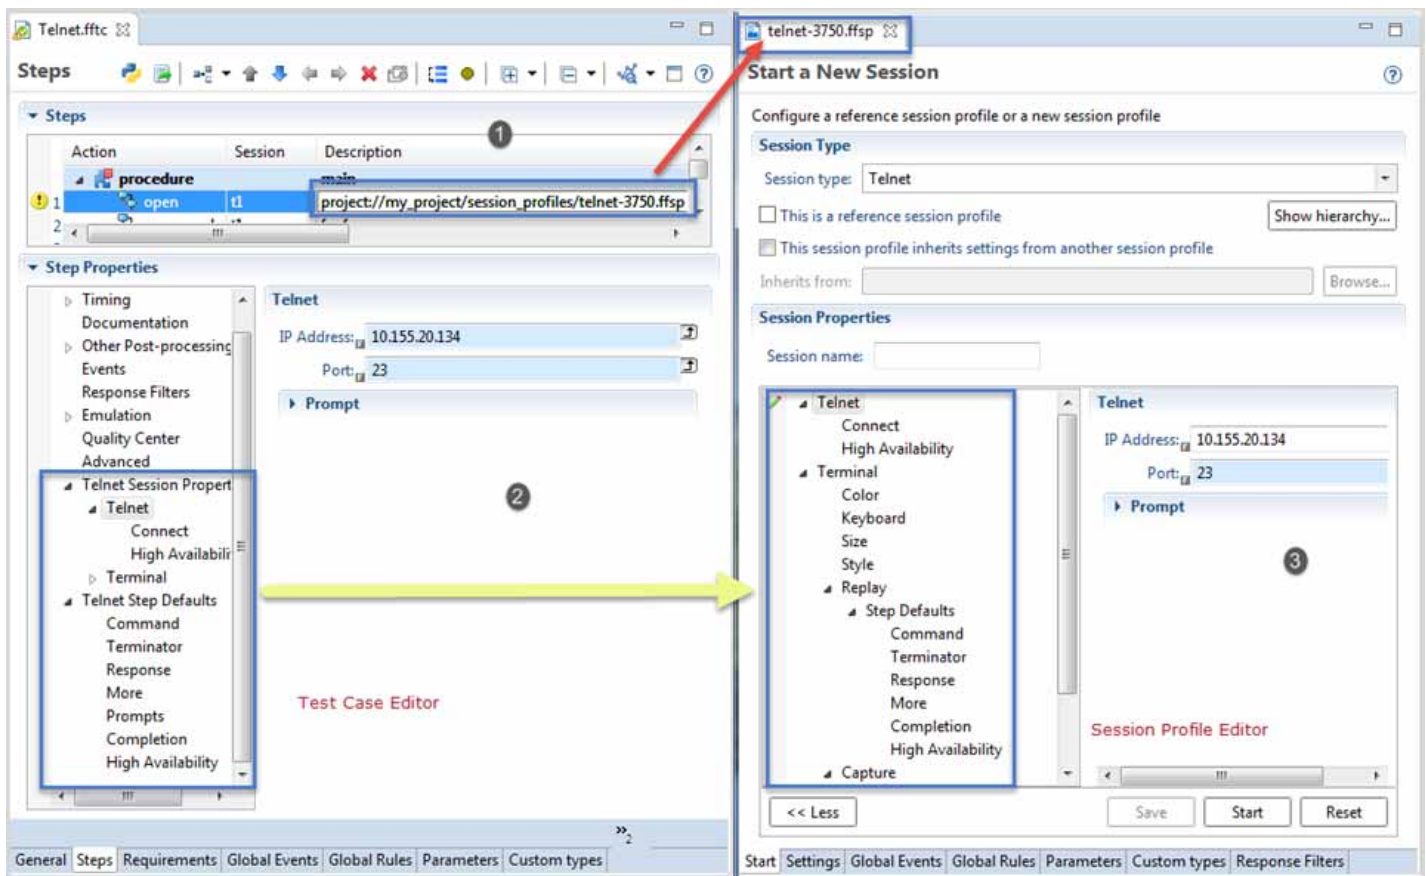 Telnet.fftc
Steps
Steps
1
Action Session Description
procedure main
1 open t1 project://my_project/session_profiles/telnet-3750.ffsp
2
Step Properties
Timing
Documentation
Other Post-processing
Events
Response Filters
Emulation
Quality Center
Advanced
Telnet Session Propert
Telnet
Connect
High Availabilit
Terminal
Telnet Step Defaults
Command
Terminator
Response
More
Prompts
Completion
High Availability
Telnet
IP Address: 10.155.20.134
Port: 23
Prompt
2
Test Case Editor
»2
General Steps Requirements Global Events Global Rules Parameters Custom types
telnet-3750.ffsp
Start a New Session
Configure a reference session profile or a new session profile
Session Type
Session type: Telnet
This is a reference session profile Show hierarchy...
This session profile inherits settings from another session profile
Inherits from: Browse...
Session Properties
Session name:
Telnet
Connect
High Availability
Terminal
Color
Keyboard
Size
Style
Replay
Step Defaults
Command
Terminator
Response
More
Completion
High Availability
Capture
Telnet
IP Address: 10.155.20.134
Port: 23
Prompt
3
Session Profile Editor
<< Less Save Start Reset
Start Settings Global Events Global Rules Parameters Custom types Response Filters